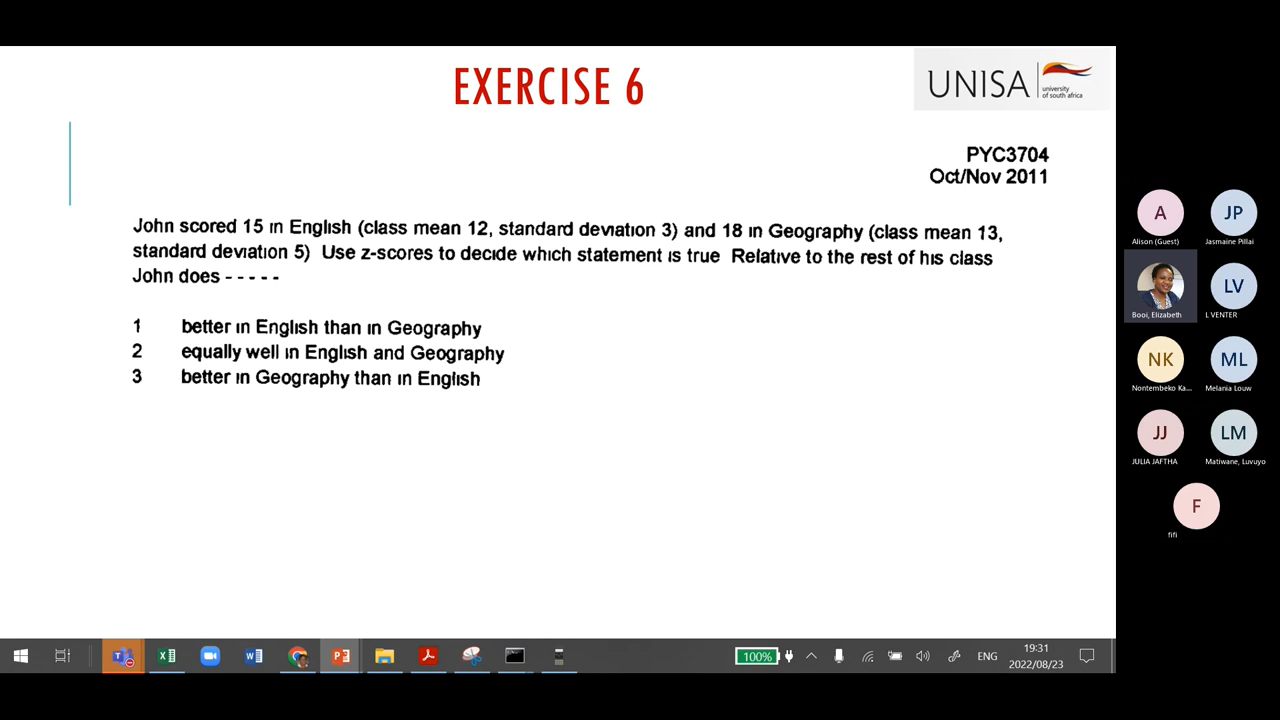 EXERCISE 6
UNISA
university
of south africa
PYC3704
Oct/Nov 2011
John scored 15 in English (class mean 12, standard deviation 3) and 18 in Geography (class mean 13,
standard deviation 5) Use z-scores to decide which statement is true Relative to the rest of his class
John does - - - - -
1 better in English than in Geography
2 equally well in English and Geography
3 better in Geography than in English
A
JP
Alison (Guest)
Jasmaine Pillai
LV
Booi, Elizabeth
L VENTER
NK
ML
Nontembeko Ka...
Melania Louw
JJ
LM
JULIA JAFTHA
Matiwane, Luvuyo
F
fifi
100%
ENG
19:31
2022/08/23